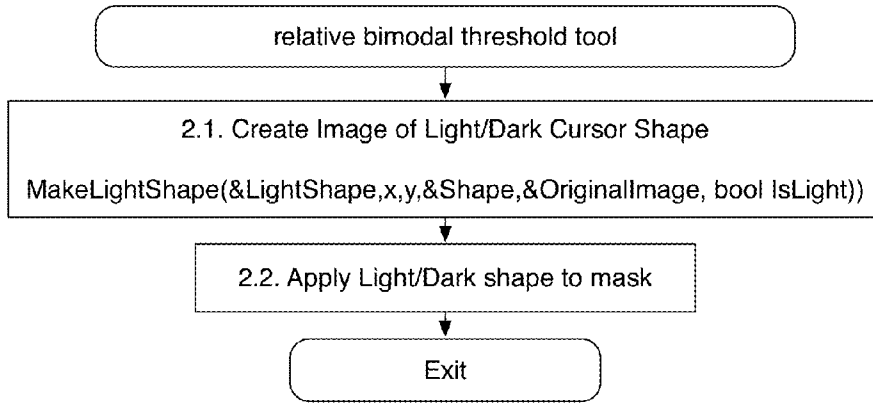 relative bimodal threshold tool
2.1. Create Image of Light/Dark Cursor Shape
MakeLightShape(&LightShape,x,y,&Shape,&OriginalImage, bool IsLight))
2.2. Apply Light/Dark shape to mask
Exit